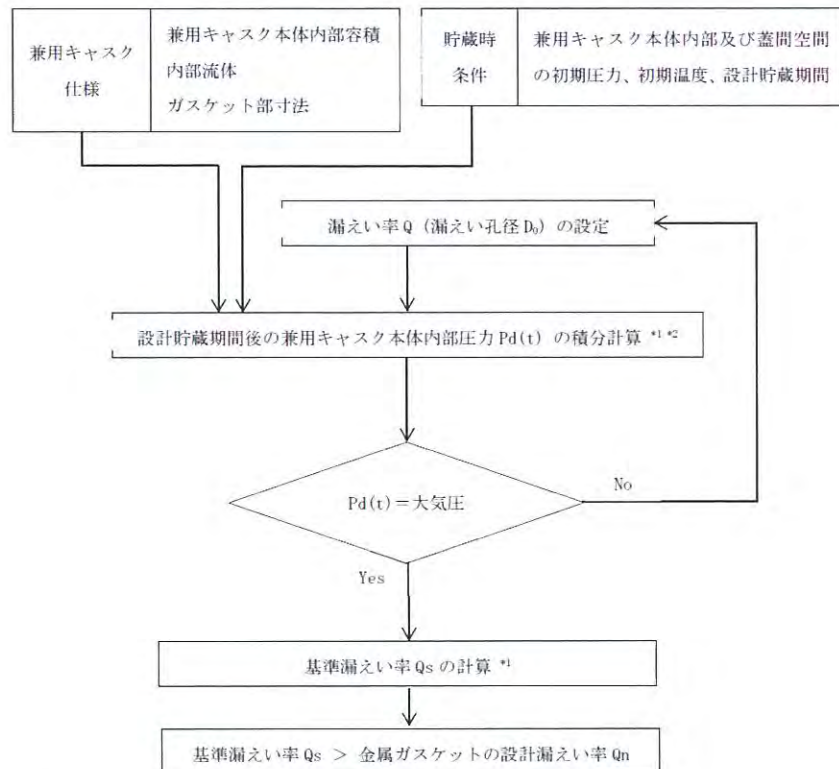 兼用キャスク
仕様
兼用キャスク本体内部容積
内部流体
ガスケット部寸法
貯蔵時
条件
兼用キャスク本体内部及び蓋間空間
の初期圧力、初期温度、設計貯蔵期間
漏えい率Q（漏えい孔径D₀）の設定
設計貯蔵期間後の兼用キャスク本体内部圧力Pd(t)の積分計算 *1 *2
Pd(t)＝大気圧
No
Yes
基準漏えい率Qsの計算 *1
基準漏えい率Qs > 金属ガスケットの設計漏えい率Qn